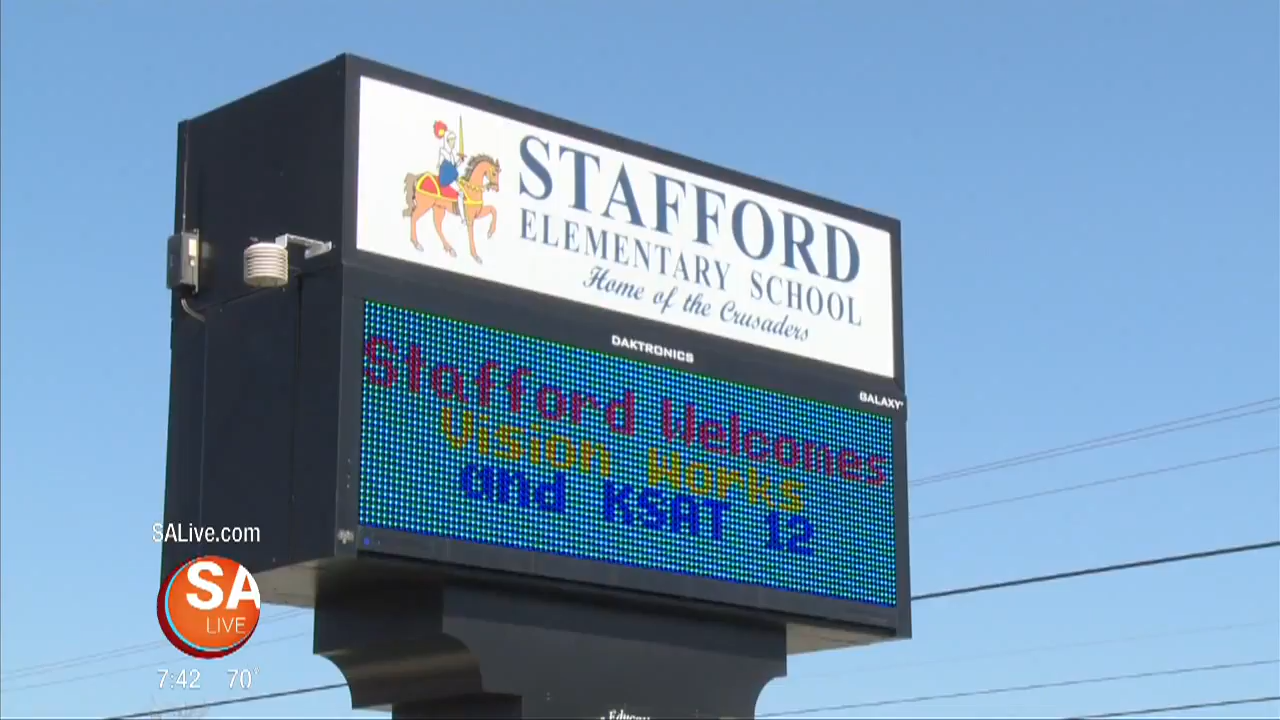 STAFFORD
ELEMENTARY SCHOOL
Home of the Crusaders
DAKTRONICS
GALAXY
Stafford Welcomes
Vision Works
and KSAT 12
SALive.com
SA
LIVE
7:42 70°